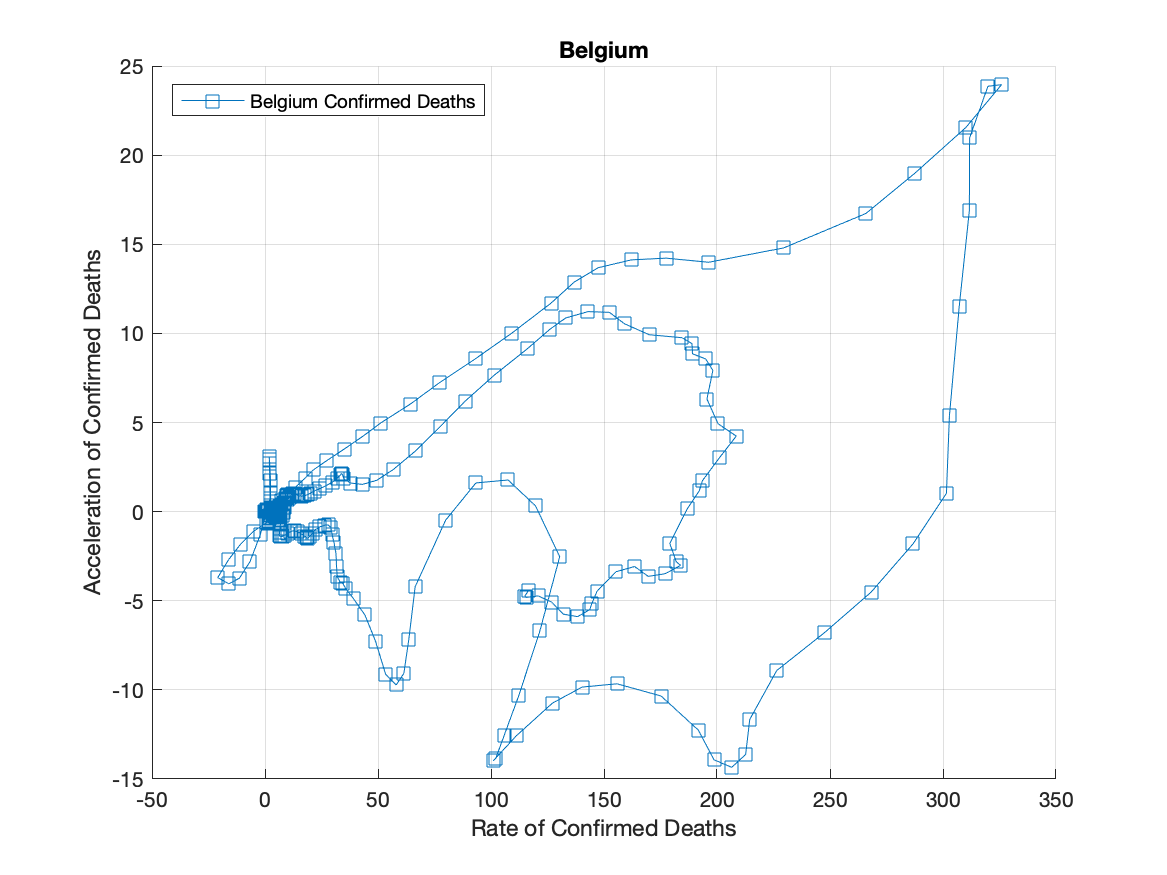 Belgium
Belgium Confirmed Deaths
25
20
15
10
5
0
-5
-10
-15
Acceleration of Confirmed Deaths
-50 0 50 100 150 200 250 300 350
Rate of Confirmed Deaths